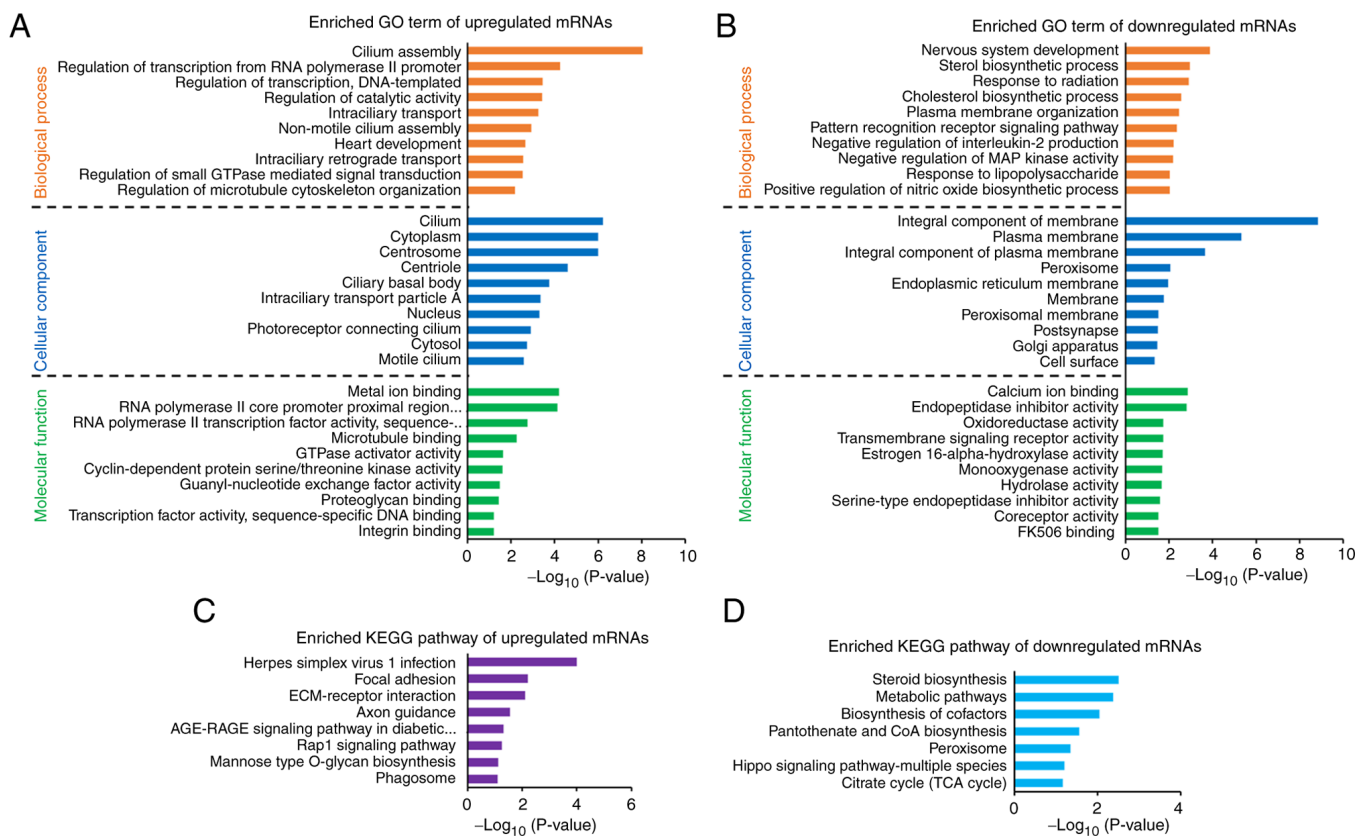 A
Enriched GO term of upregulated mRNAs
Biological process
Cilium assembly
Regulation of transcription from RNA polymerase II promoter
Regulation of transcription, DNA-templated
Regulation of catalytic activity
Intraciliary transport
Non-motile cilium assembly
Heart development
Intraciliary retrograde transport
Regulation of small GTPase mediated signal transduction
Regulation of microtubule cytoskeleton organization
Cellular component
Cilium
Cytoplasm
Centrosome
Centriole
Ciliary basal body
Intraciliary transport particle A
Nucleus
Photoreceptor connecting cilium
Cytosol
Motile cilium
Molecular function
Metal ion binding
RNA polymerase II core promoter proximal region...
RNA polymerase II transcription factor activity, sequence-..
Microtubule binding
GTPase activator activity
Cyclin-dependent protein serine/threonine kinase activity
Guanyl-nucleotide exchange factor activity
Proteoglycan binding
Transcription factor activity, sequence-specific DNA binding
Integrin binding
0 2 4 6 8 10
–Log10 (P-value)
B
Enriched GO term of downregulated mRNAs
Biological process
Nervous system development
Sterol biosynthetic process
Response to radiation
Cholesterol biosynthetic process
Plasma membrane organization
Pattern recognition receptor signaling pathway
Negative regulation of interleukin-2 production
Negative regulation of MAP kinase activity
Response to lipopolysaccharide
Positive regulation of nitric oxide biosynthetic process
Cellular component
Integral component of membrane
Plasma membrane
Integral component of plasma membrane
Peroxisome
Endoplasmic reticulum membrane
Membrane
Peroxisomal membrane
Postsynapse
Golgi apparatus
Cell surface
Molecular function
Calcium ion binding
Endopeptidase inhibitor activity
Oxidoreductase activity
Transmembrane signaling receptor activity
Estrogen 16-alpha-hydroxylase activity
Monooxygenase activity
Hydrolase activity
Serine-type endopeptidase inhibitor activity
Coreceptor activity
FK506 binding
0 2 4 6 8 10
–Log10 (P-value)
C
Enriched KEGG pathway of upregulated mRNAs
Herpes simplex virus 1 infection
Focal adhesion
ECM-receptor interaction
Axon guidance
AGE-RAGE signaling pathway in diabetic...
Rap1 signaling pathway
Mannose type O-glycan biosynthesis
Phagosome
0 2 4 6
–Log10 (P-value)
D
Enriched KEGG pathway of downregulated mRNAs
Steroid biosynthesis
Metabolic pathways
Biosynthesis of cofactors
Pantothenate and CoA biosynthesis
Peroxisome
Hippo signaling pathway-multiple species
Citrate cycle (TCA cycle)
0 2 4
–Log10 (P-value)